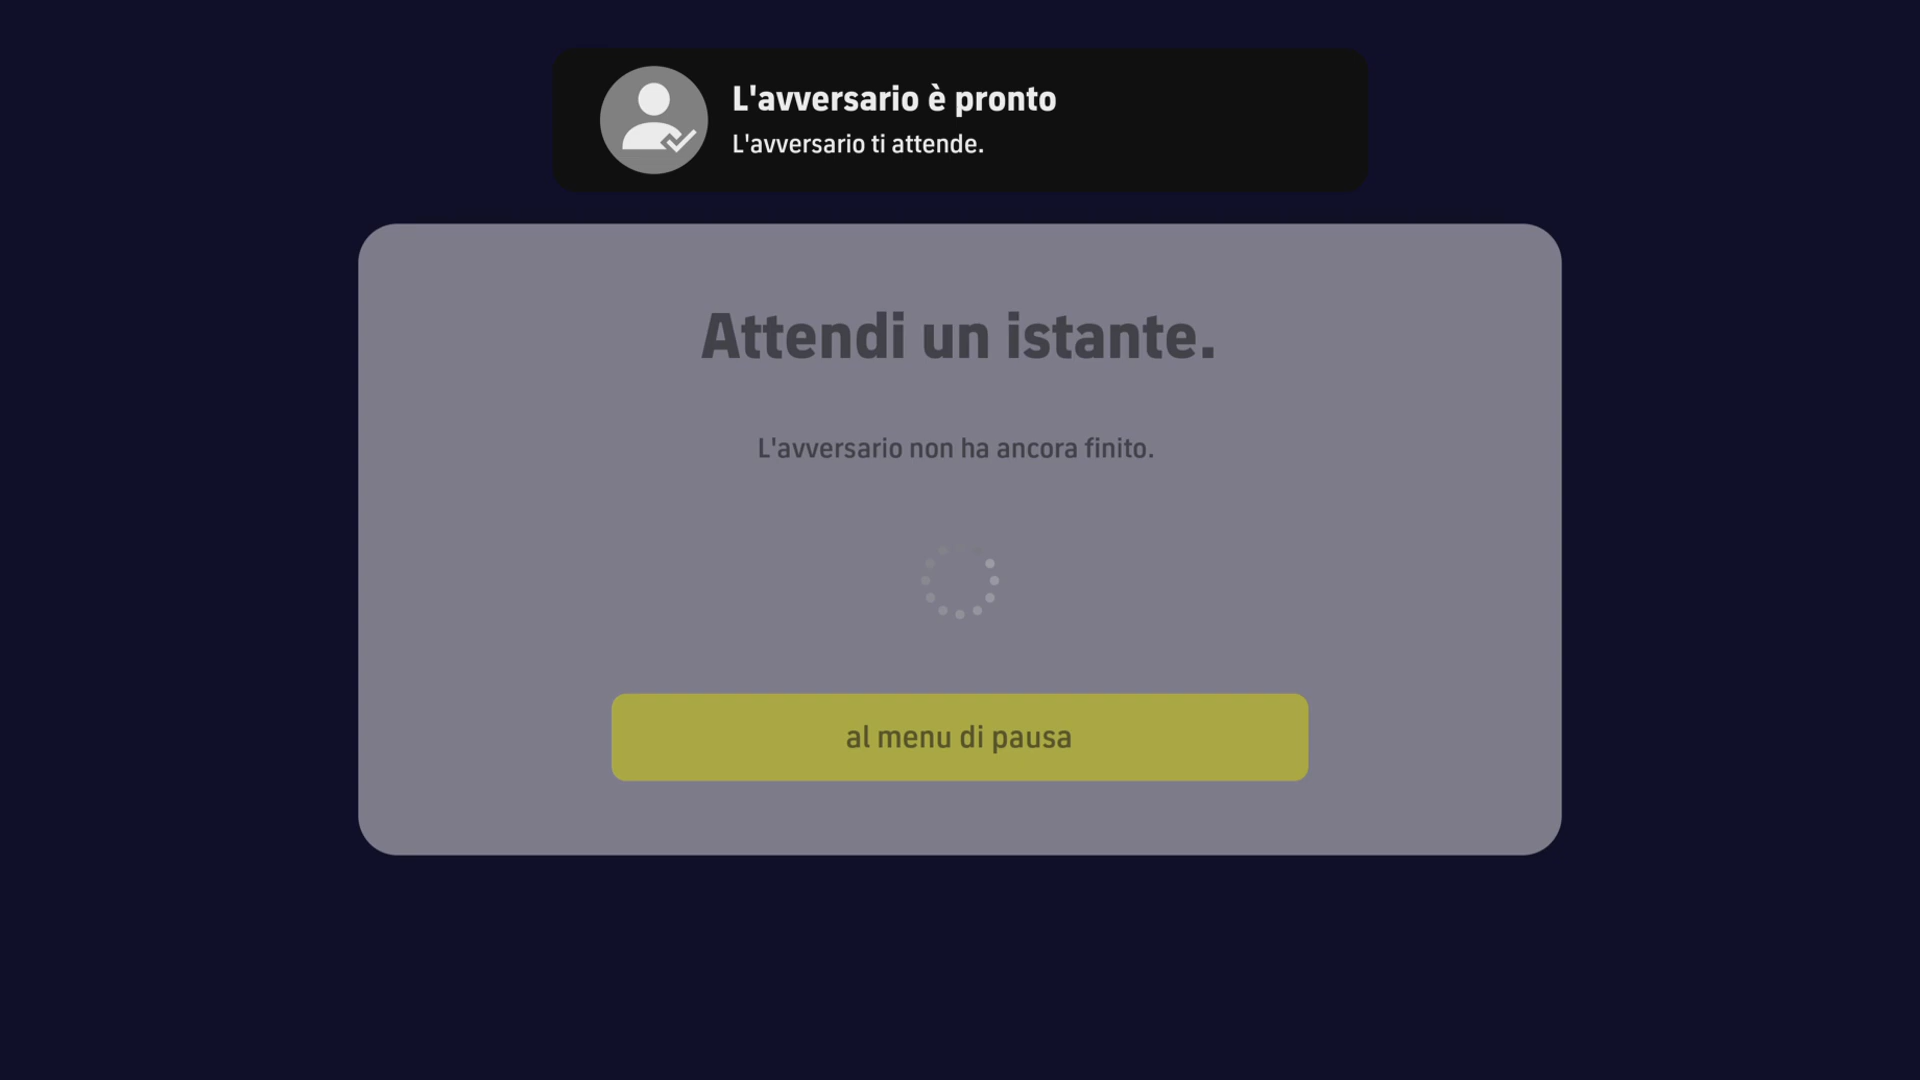 L'avversario è pronto
L'avversario ti attende.
Attendi un istante.
L'avversario non ha ancora finito.
al menu di pausa